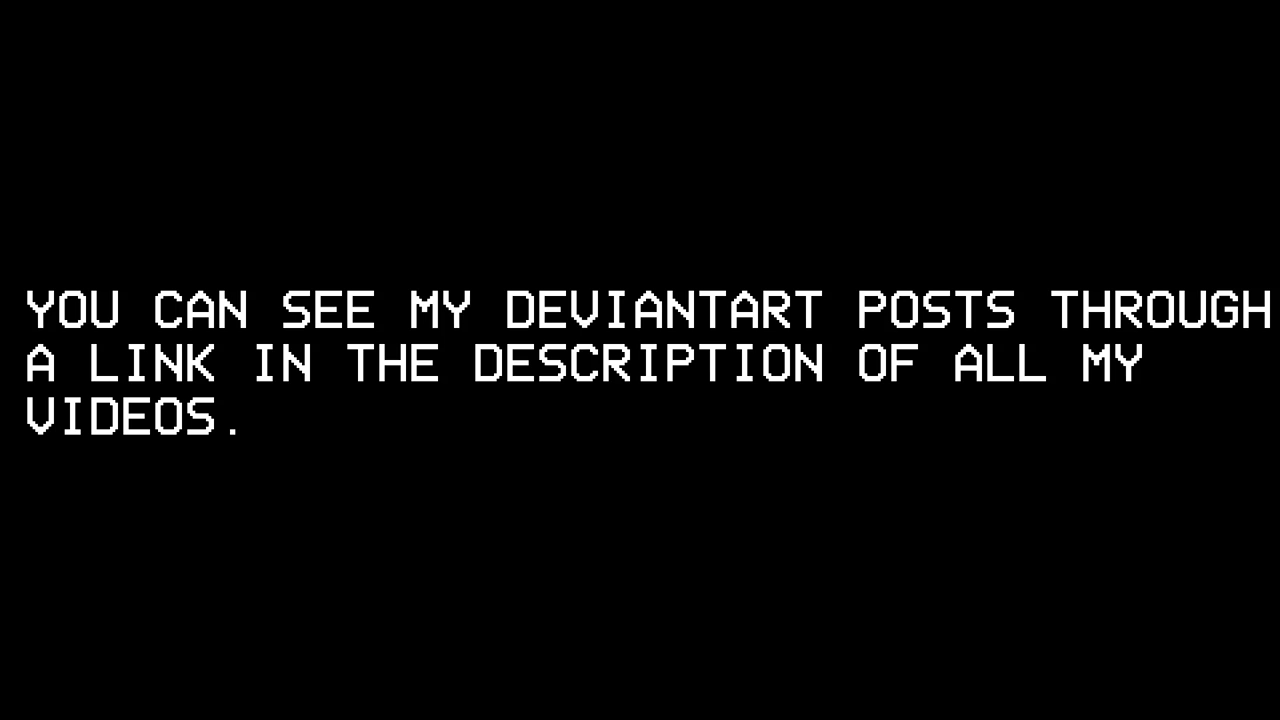 YOU CAN SEE MY DEVIANTART POSTS THROUGH
A LINK IN THE DESCRIPTION OF ALL MY
VIDEOS.